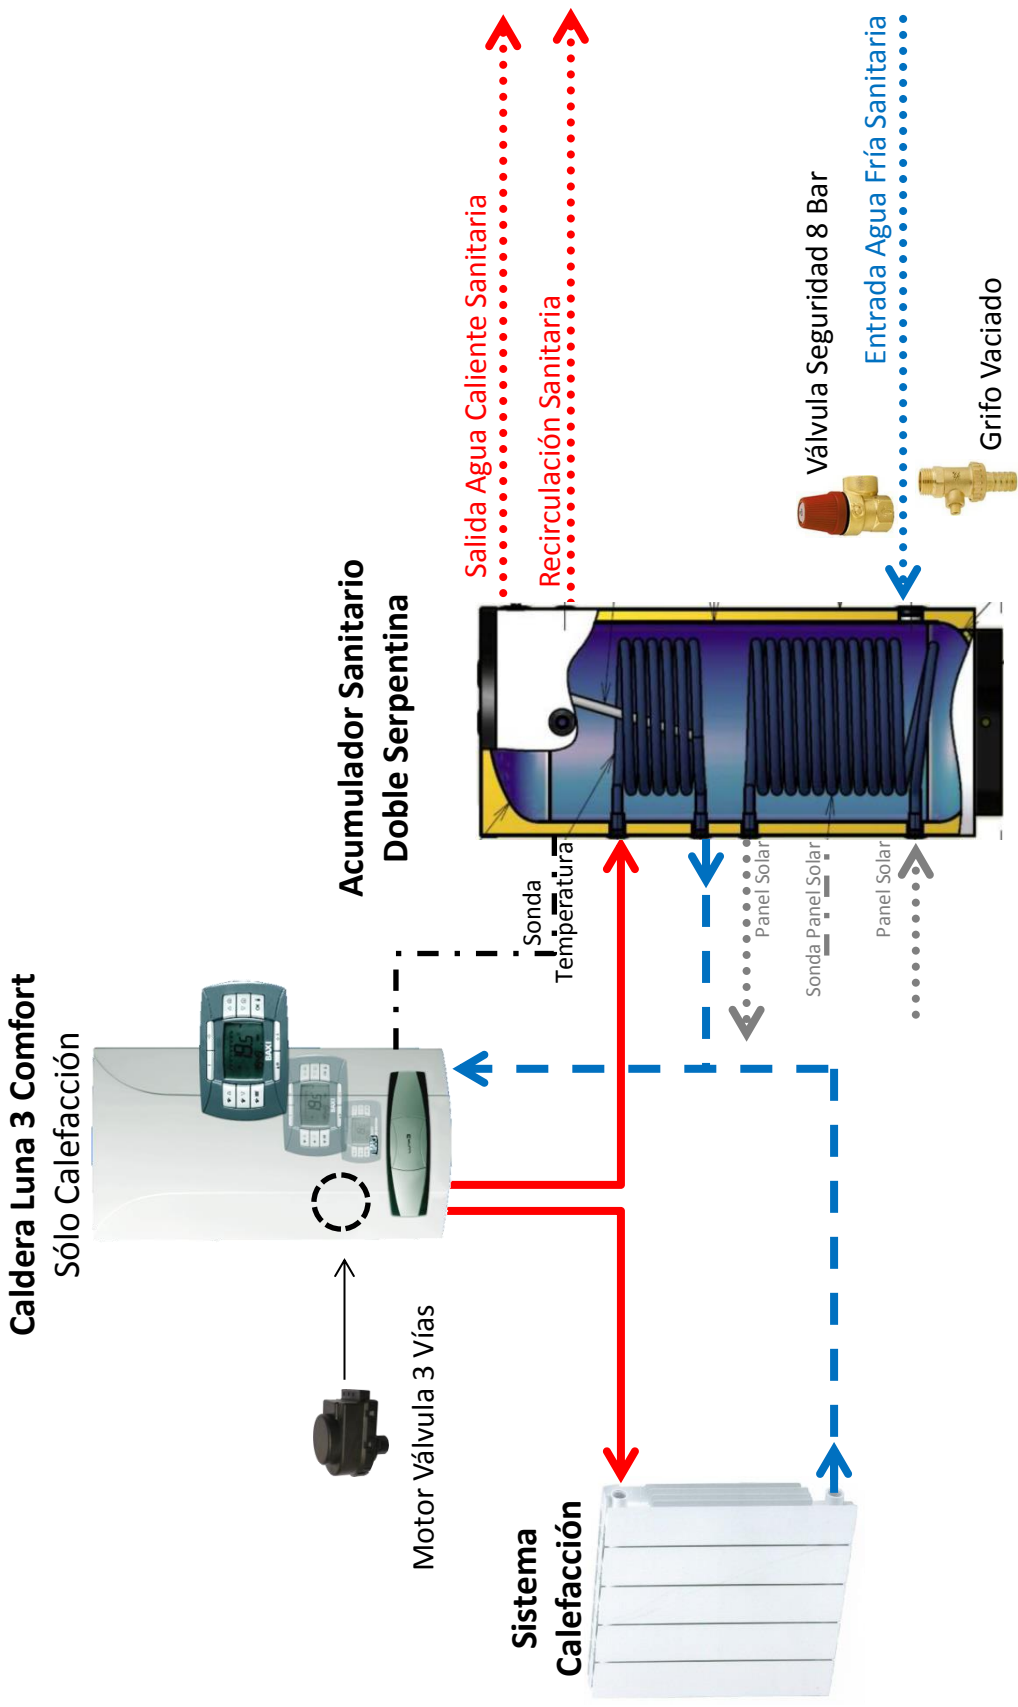 Caldera Luna 3 Comfort
Sólo Calefacción
Motor Válvula 3 Vías
Sistema
Calefacción
Acumulador Sanitario
Doble Serpentina
Sonda
Temperatura
Panel Solar
Sonda Panel Solar
Panel Solar
Salida Agua Caliente Sanitaria
Recirculación Sanitaria
Válvula Seguridad 8 Bar
Entrada Agua Fría Sanitaria
Grifo Vaciado
BAXI
BAXI